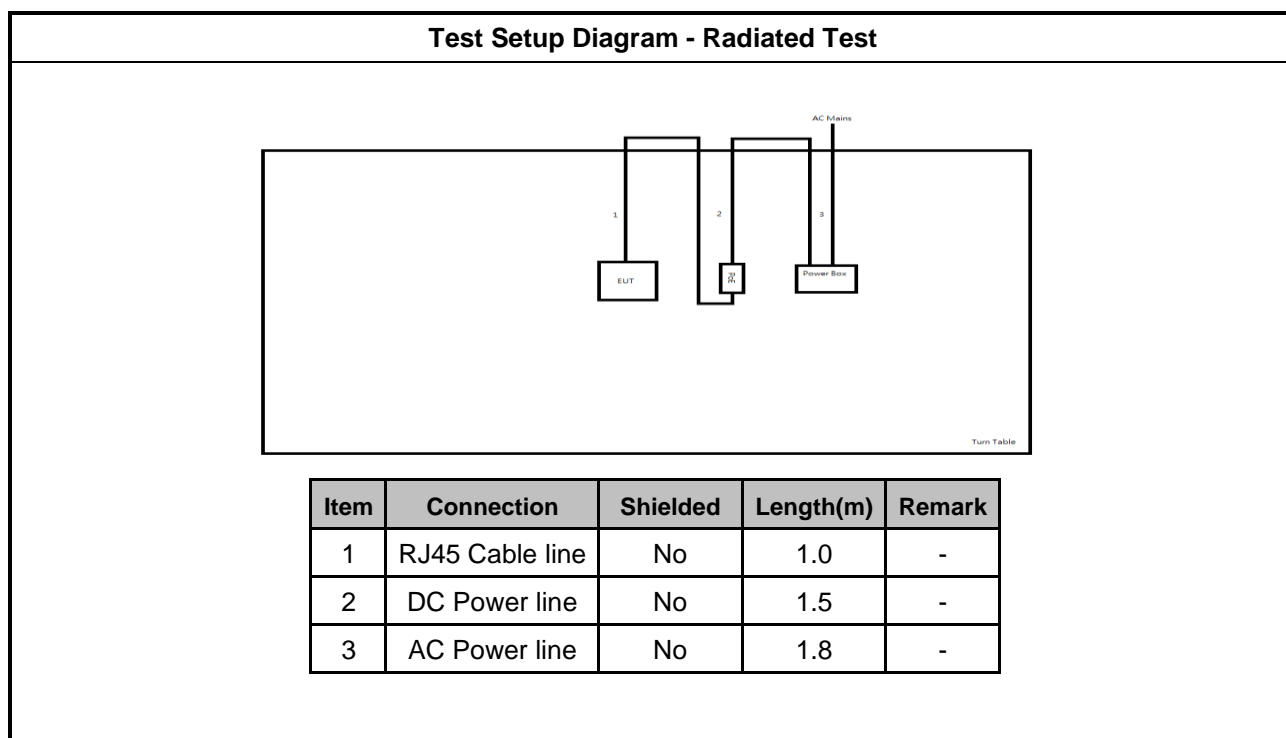 Test Setup Diagram - Radiated Test
AC Mains
1
2
3
EUT
PoE
Power Box
Turn Table
Item Connection Shielded Length(m) Remark
1 RJ45 Cable line No 1.0 -
2 DC Power line No 1.5 -
3 AC Power line No 1.8 -